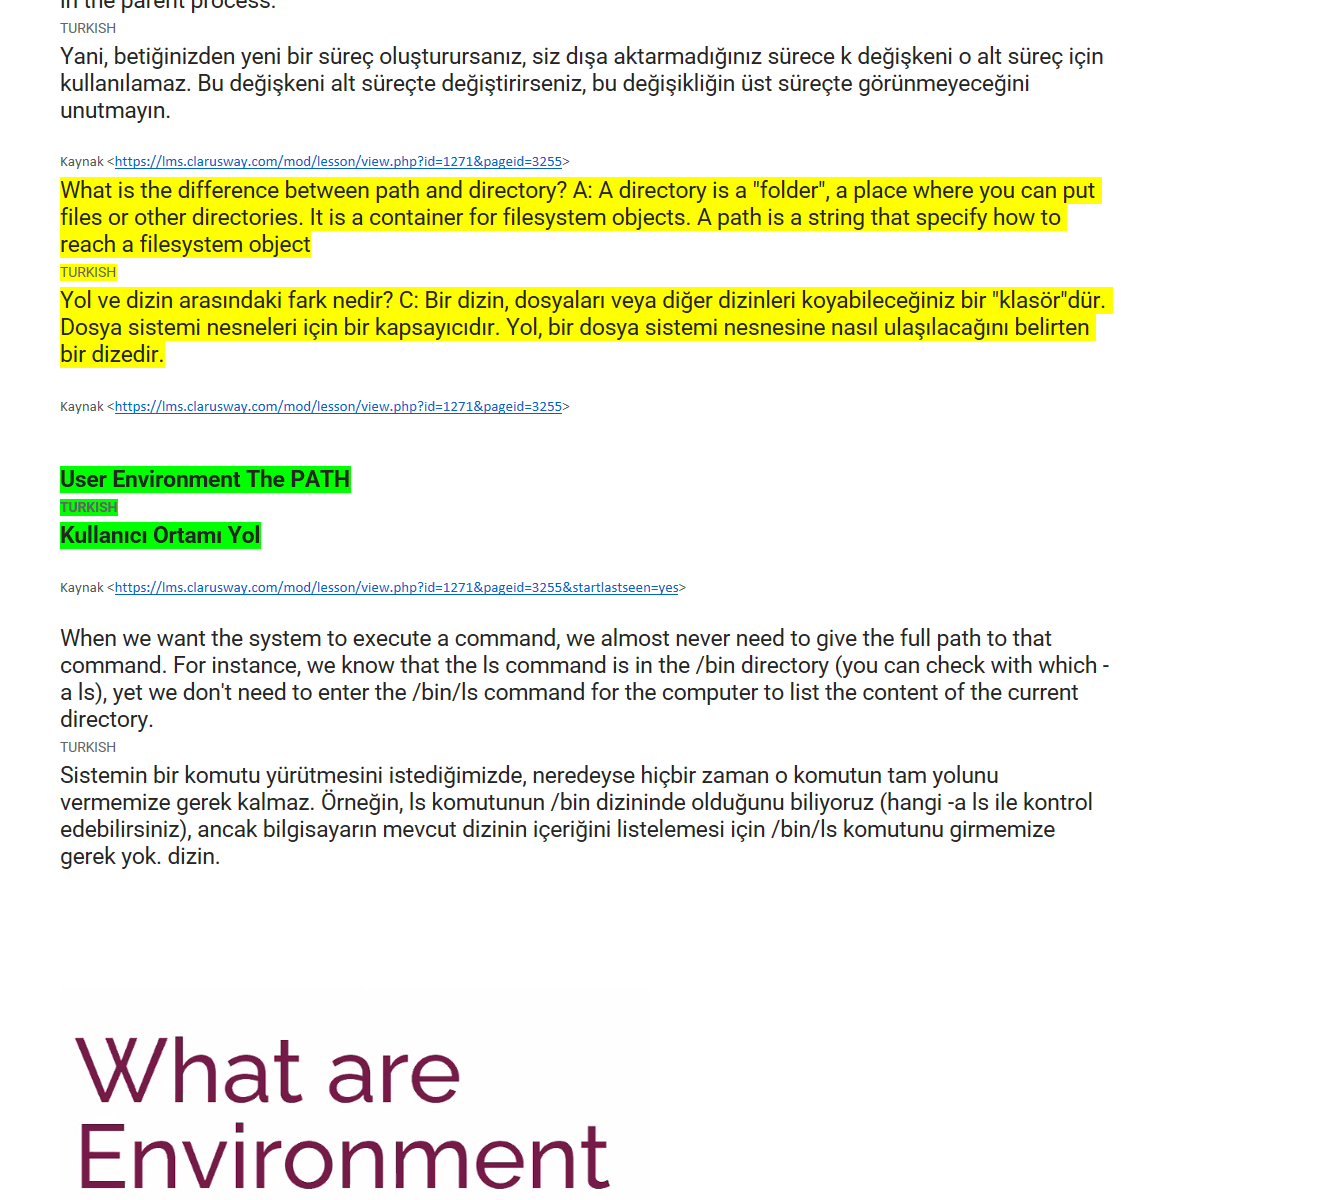 in the parent process.
TURKISH
Yani, betiğinizden yeni bir süreç oluşturursanız, siz dışa aktarmadığınız sürece k değişkeni o alt süreç için
kullanılamaz. Bu değişkeni alt süreçte değiştirirseniz, bu değişikliğin üst süreçte görünmeyeceğini
unutmayın.
Kaynak <https://lms.clarusway.com/mod/lesson/view.php?id=1271&pageid=3255>
What is the difference between path and directory? A: A directory is a "folder", a place where you can put
files or other directories. It is a container for filesystem objects. A path is a string that specify how to
reach a filesystem object
TURKISH
Yol ve dizin arasındaki fark nedir? C: Bir dizin, dosyaları veya diğer dizinleri koyabileceğiniz bir "klasör"dür.
Dosya sistemi nesneleri için bir kapsayıcıdır. Yol, bir dosya sistemi nesnesine nasıl ulaşılacağını belirten
bir dizedir.
Kaynak <https://lms.clarusway.com/mod/lesson/view.php?id=1271&pageid=3255>
User Environment The PATH
TURKISH
Kullanıcı Ortamı Yol
Kaynak <https://lms.clarusway.com/mod/lesson/view.php?id=1271&pageid=3255&startlastseen=yes>
When we want the system to execute a command, we almost never need to give the full path to that
command. For instance, we know that the ls command is in the /bin directory (you can check with which -
a ls), yet we don't need to enter the /bin/ls command for the computer to list the content of the current
directory.
TURKISH
Sistemin bir komutu yürütmesini istediğimizde, neredeyse hiçbir zaman o komutun tam yolunu
vermemize gerek kalmaz. Örneğin, ls komutunun /bin dizininde olduğunu biliyoruz (hangi -a ls ile kontrol
edebilirsiniz), ancak bilgisayarın mevcut dizinin içeriğini listelemesi için /bin/ls komutunu girmemize
gerek yok. dizin.
What are
Environment